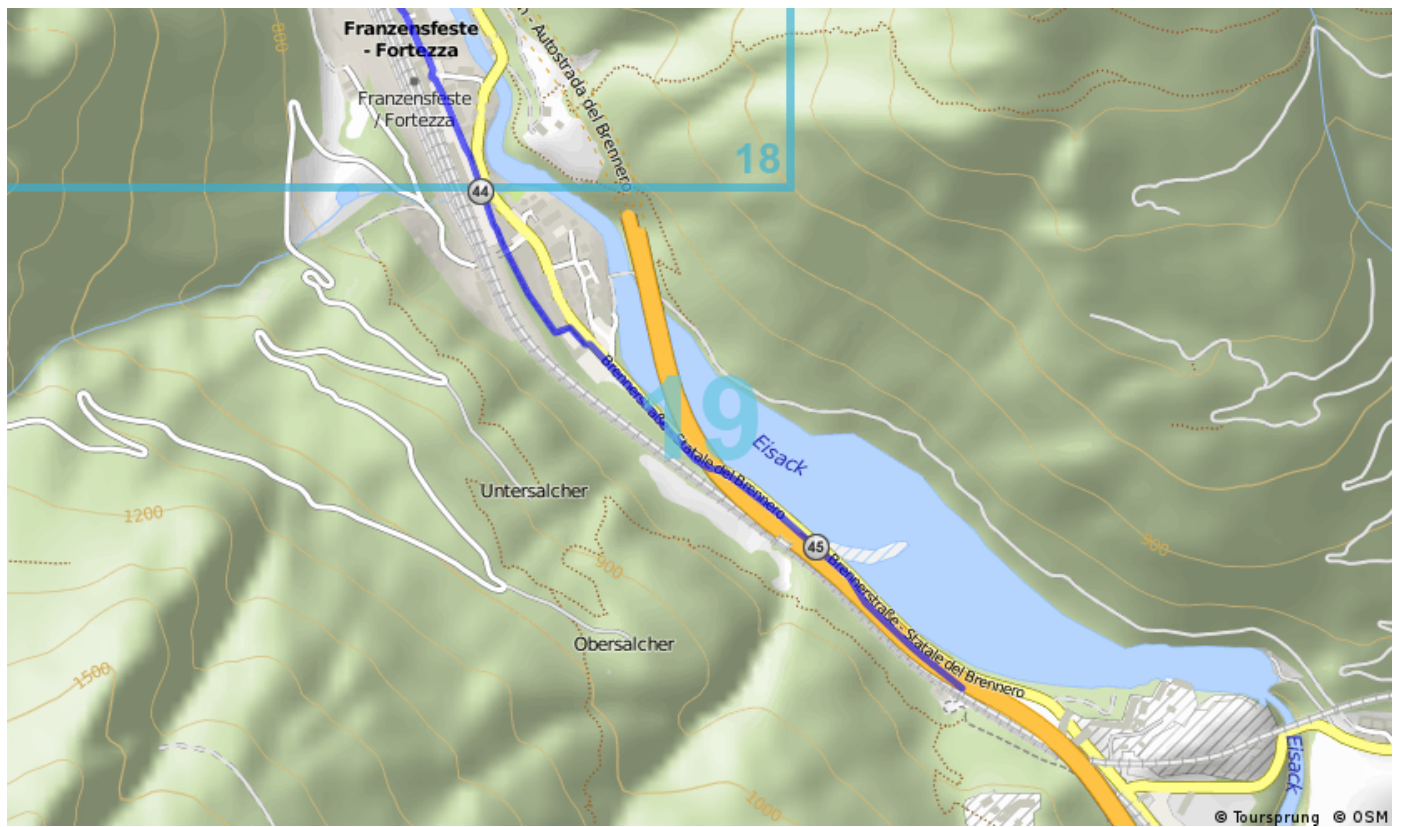 Franzensfeste
- Fortezza
Franzensfeste
/ Fortezza
- Autostrada del Brennero
800
18
44
19
Eisack
Brennerstraße - Statale del Brennero
Untersalcher
1200
45
900
900
Brennerstraße - Statale del Brennero
Obersalcher
1500
1000
Eisack
© Toursprung © OSM